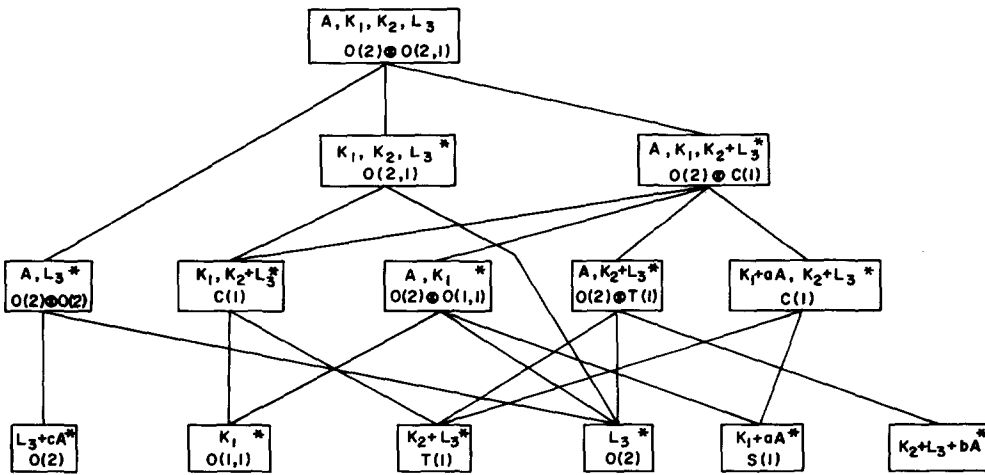 A, K₁, K₂, L₃
O(2)⊗O(2,1)
K₁, K₂, L₃ *
O(2,1)
A, K₁, K₂+L₃*
O(2)⊗C(1)
A, L₃ *
O(2)⊗O(2)
K₁, K₂+L₃*
C(1)
A, K₁ *
O(2)⊗O(1,1)
A, K₂+L₃*
O(2)⊗T(1)
K₁+aA, K₂+L₃ *
C(1)
L₃+cA*
O(2)
K₁ *
O(1,1)
K₂+L₃*
T(1)
L₃ *
O(2)
K₁+aA*
S(1)
K₂+L₃+bA*